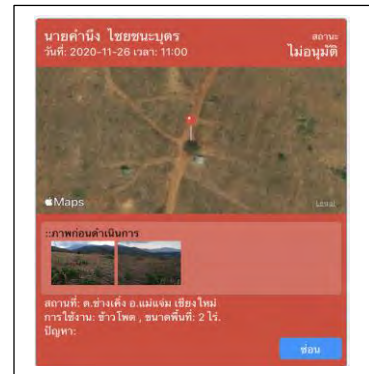 นายคำนึง ไชยชนะบุตร
สถานะ
วันที่: 2020-11-26 เวลา: 11:00
ไม่อนุมัติ
Maps
Legal
::ภาพก่อนดำเนินการ
สถานที่: ต.ช่างเคิ่ง อ.แม่แจ่ม เชียงใหม่
การใช้งาน: ข้าวโพด , ขนาดพื้นที่: 2 ไร่.
ปัญหา:
ซ่อน